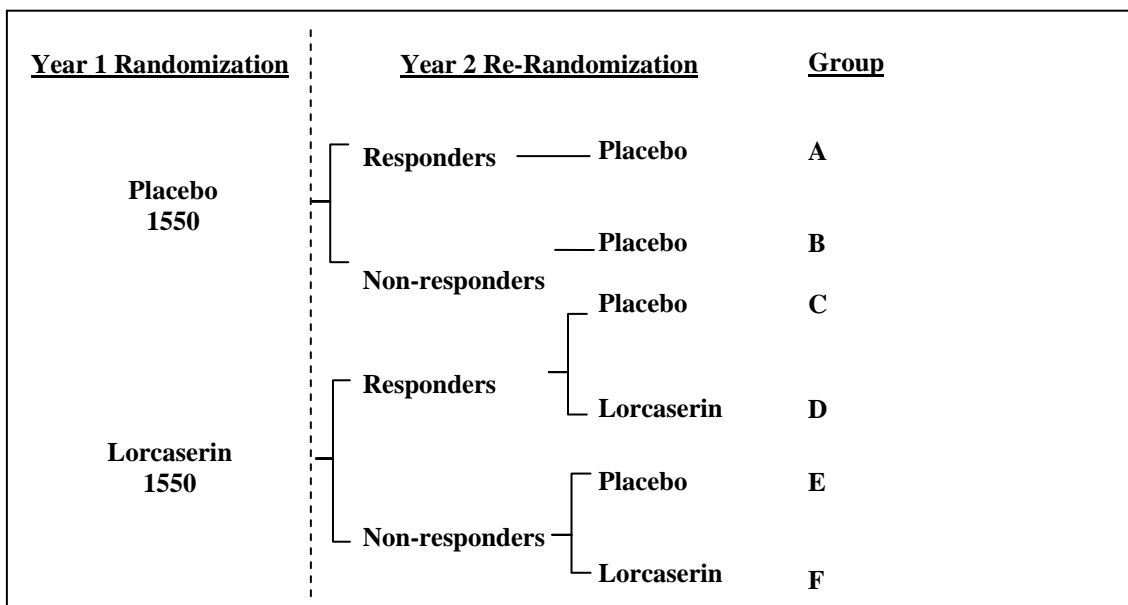 Year 1 Randomization Year 2 Re-Randomization Group
Responders Placebo A
Placebo
1550
Placebo B
Non-responders
Placebo C
Responders
Lorcaserin D
Lorcaserin
1550
Placebo E
Non-responders
Lorcaserin F